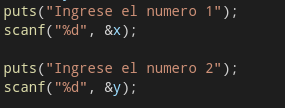 puts("Ingrese el numero 1");
scanf("%d", &x);
puts("Ingrese el numero 2");
scanf("%d", &y);